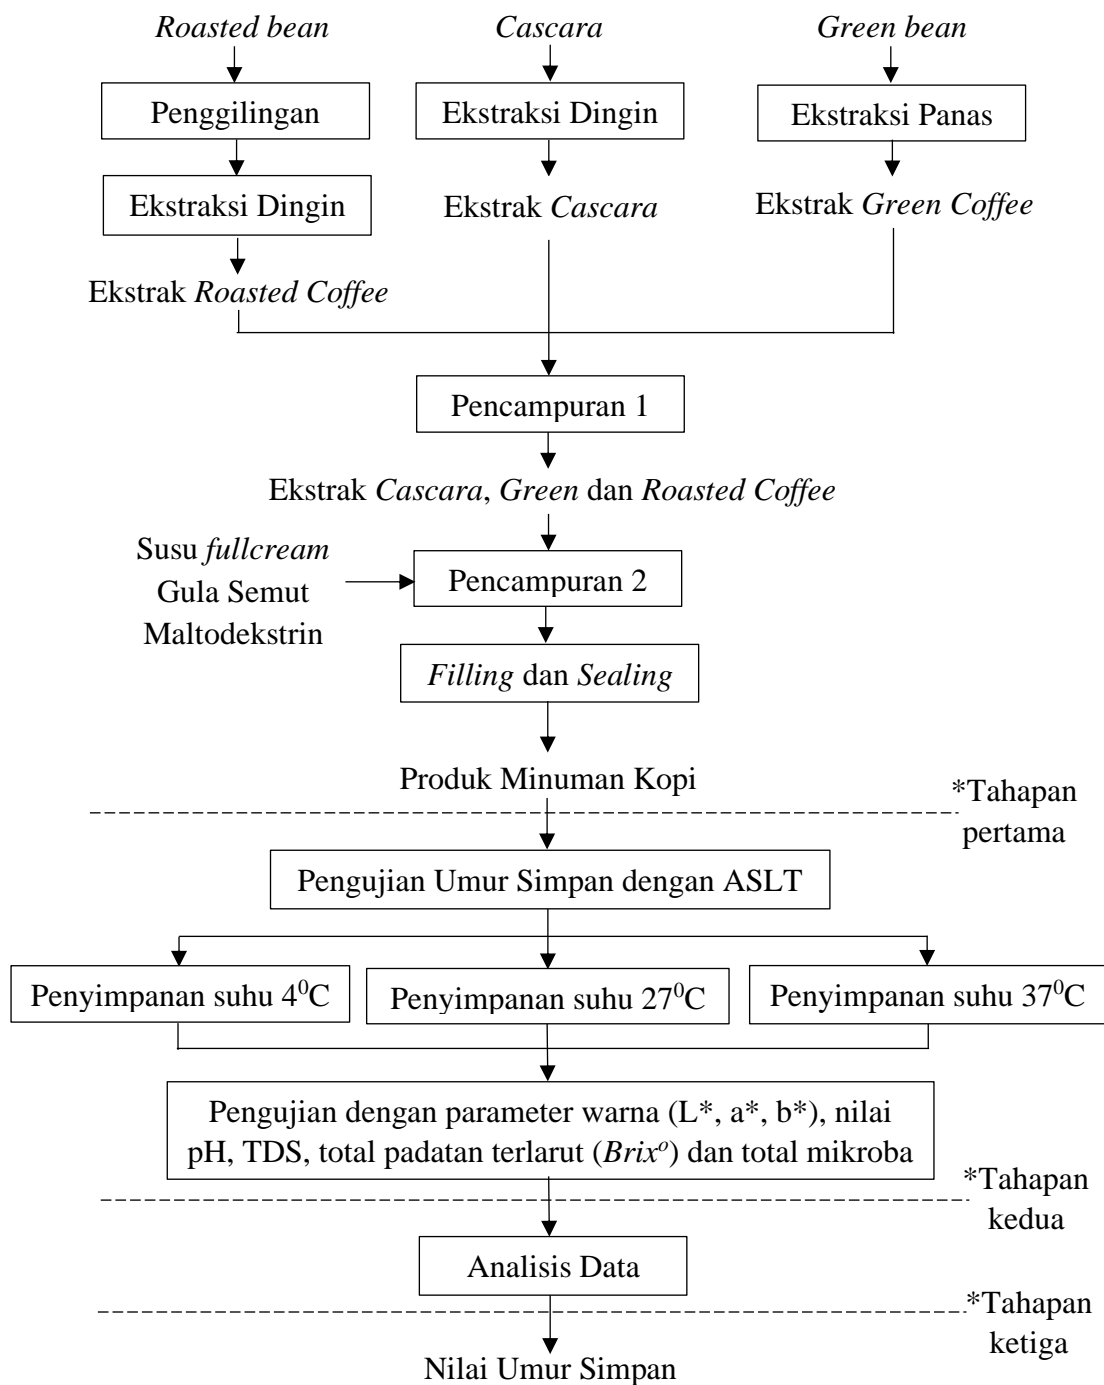 Roasted bean
Cascara
Green bean
Penggilingan
Ekstraksi Dingin
Ekstraksi Panas
Ekstraksi Dingin
Ekstrak Cascara
Ekstrak Green Coffee
Ekstrak Roasted Coffee
Pencampuran 1
Ekstrak Cascara, Green dan Roasted Coffee
Susu fullcream
Gula Semut
Maltodekstrin
Pencampuran 2
Filling dan Sealing
Produk Minuman Kopi
*Tahapan
pertama
Pengujian Umur Simpan dengan ASLT
Penyimpanan suhu 4⁰C
Penyimpanan suhu 27⁰C
Penyimpanan suhu 37⁰C
Pengujian dengan parameter warna (L*, a*, b*), nilai
pH, TDS, total padatan terlarut (Brixᵒ) dan total mikroba
*Tahapan
kedua
Analisis Data
*Tahapan
ketiga
Nilai Umur Simpan